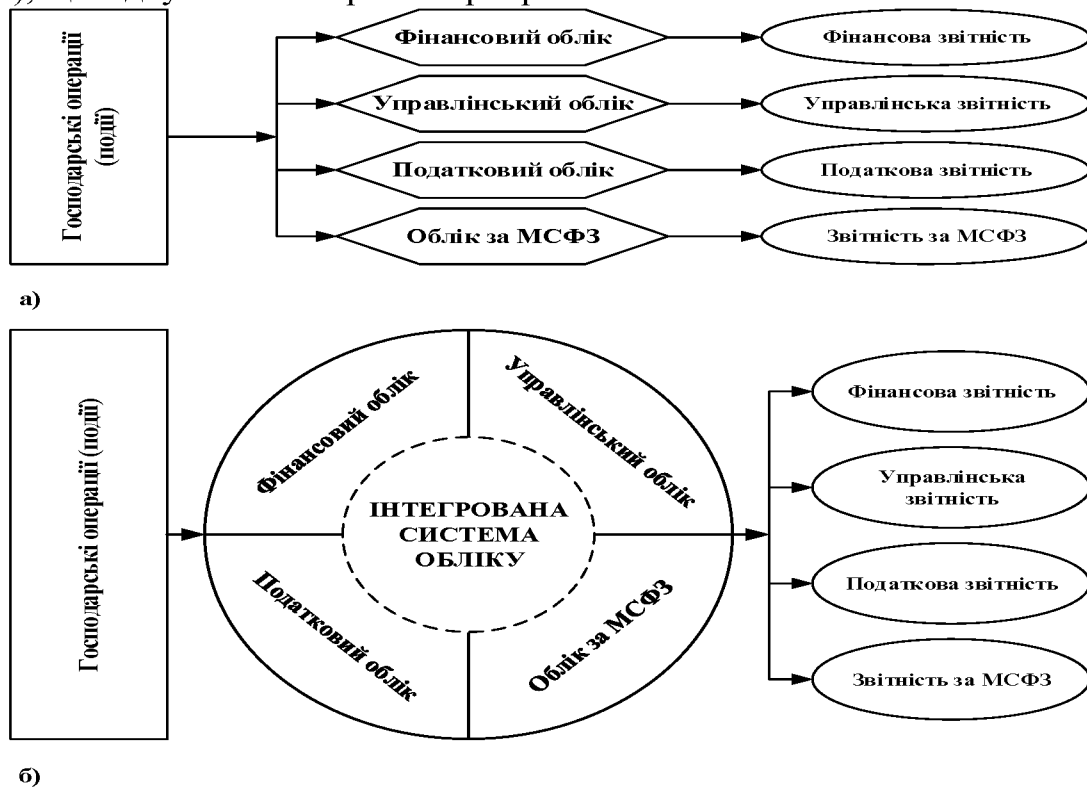 Господарські операції
(події)
Фінансовий облік
Фінансова звітність
Управлінський облік
Управлінська звітність
Податковий облік
Податкова звітність
Облік за МСФЗ
Звітність за МСФЗ
а)
Господарські операції (події)
Фінансовий облік
Управлінський облік
ІНТЕГРОВАНА
СИСТЕМА
ОБЛІКУ
Податковий облік
Облік за МСФЗ
Фінансова звітність
Управлінська
звітність
Податкова звітність
Звітність за МСФЗ
б)